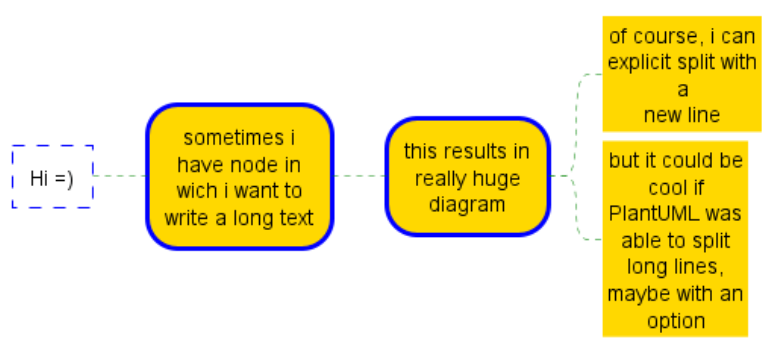 Hi =)
sometimes i
have node in
wich i want to
write a long text
this results in
really huge
diagram
of course, i can
explicit split with
a
new line
but it could be
cool if
PlantUML was
able to split
long lines,
maybe with an
option